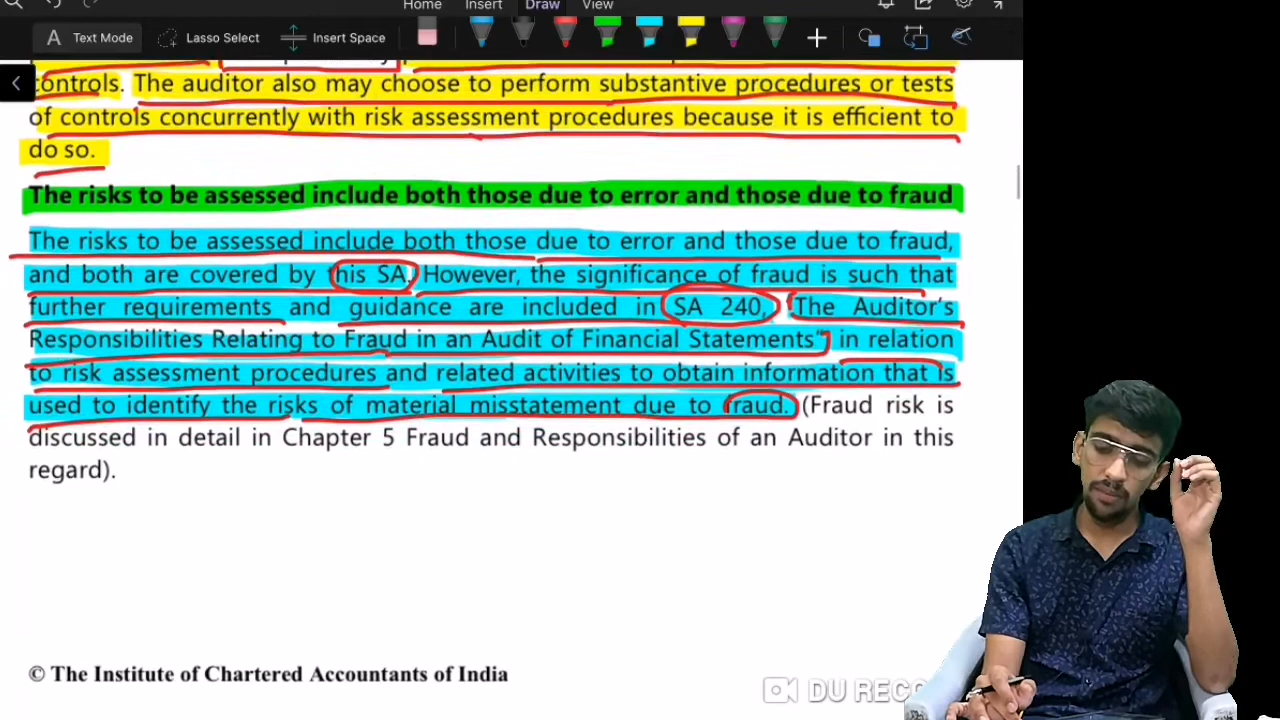 Home Insert Draw View
Text Mode Lasso Select Insert Space
controls. The auditor also may choose to perform substantive procedures or tests
of controls concurrently with risk assessment procedures because it is efficient to
do so.
The risks to be assessed include both those due to error and those due to fraud
The risks to be assessed include both those due to error and those due to fraud,
and both are covered by this SA. However, the significance of fraud is such that
further requirements and guidance are included in SA 240, "The Auditor's
Responsibilities Relating to Fraud in an Audit of Financial Statements" in relation
to risk assessment procedures and related activities to obtain information that is
used to identify the risks of material misstatement due to fraud. (Fraud risk is
discussed in detail in Chapter 5 Fraud and Responsibilities of an Auditor in this
regard).
© The Institute of Chartered Accountants of India
DU REC